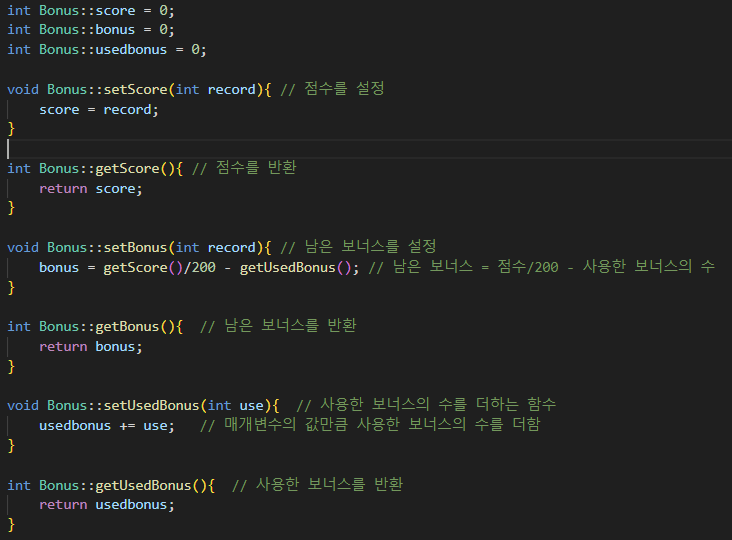 int Bonus::score = 0;
int Bonus::bonus = 0;
int Bonus::usedbonus = 0;
void Bonus::setScore(int record){ // 점수를 설정
score = record;
}
int Bonus::getScore(){ // 점수를 반환
return score;
}
void Bonus::setBonus(int record){ // 남은 보너스를 설정
bonus = getScore()/200 - getUsedBonus(); // 남은 보너스 = 점수/200 - 사용한 보너스의 수
}
int Bonus::getBonus(){ // 남은 보너스를 반환
return bonus;
}
void Bonus::setUsedBonus(int use){ // 사용한 보너스의 수를 더하는 함수
usedbonus += use; // 매개변수의 값만큼 사용한 보너스의 수를 더함
}
int Bonus::getUsedBonus(){ // 사용한 보너스를 반환
return usedbonus;
}